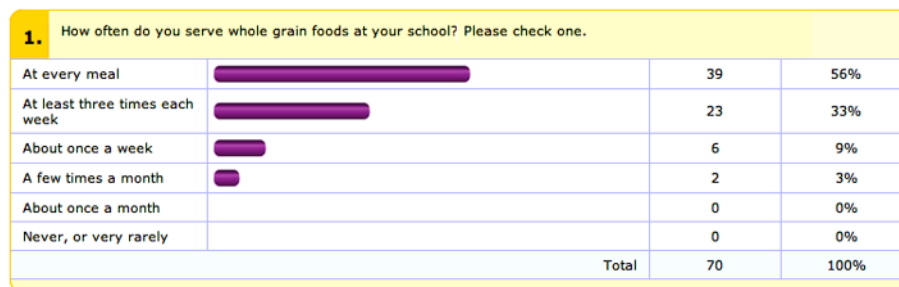 1. How often do you serve whole grain foods at your school? Please check one.
At every meal 39 56%
At least three times each
week 23 33%
About once a week 6 9%
A few times a month 2 3%
About once a month 0 0%
Never, or very rarely 0 0%
Total 70 100%